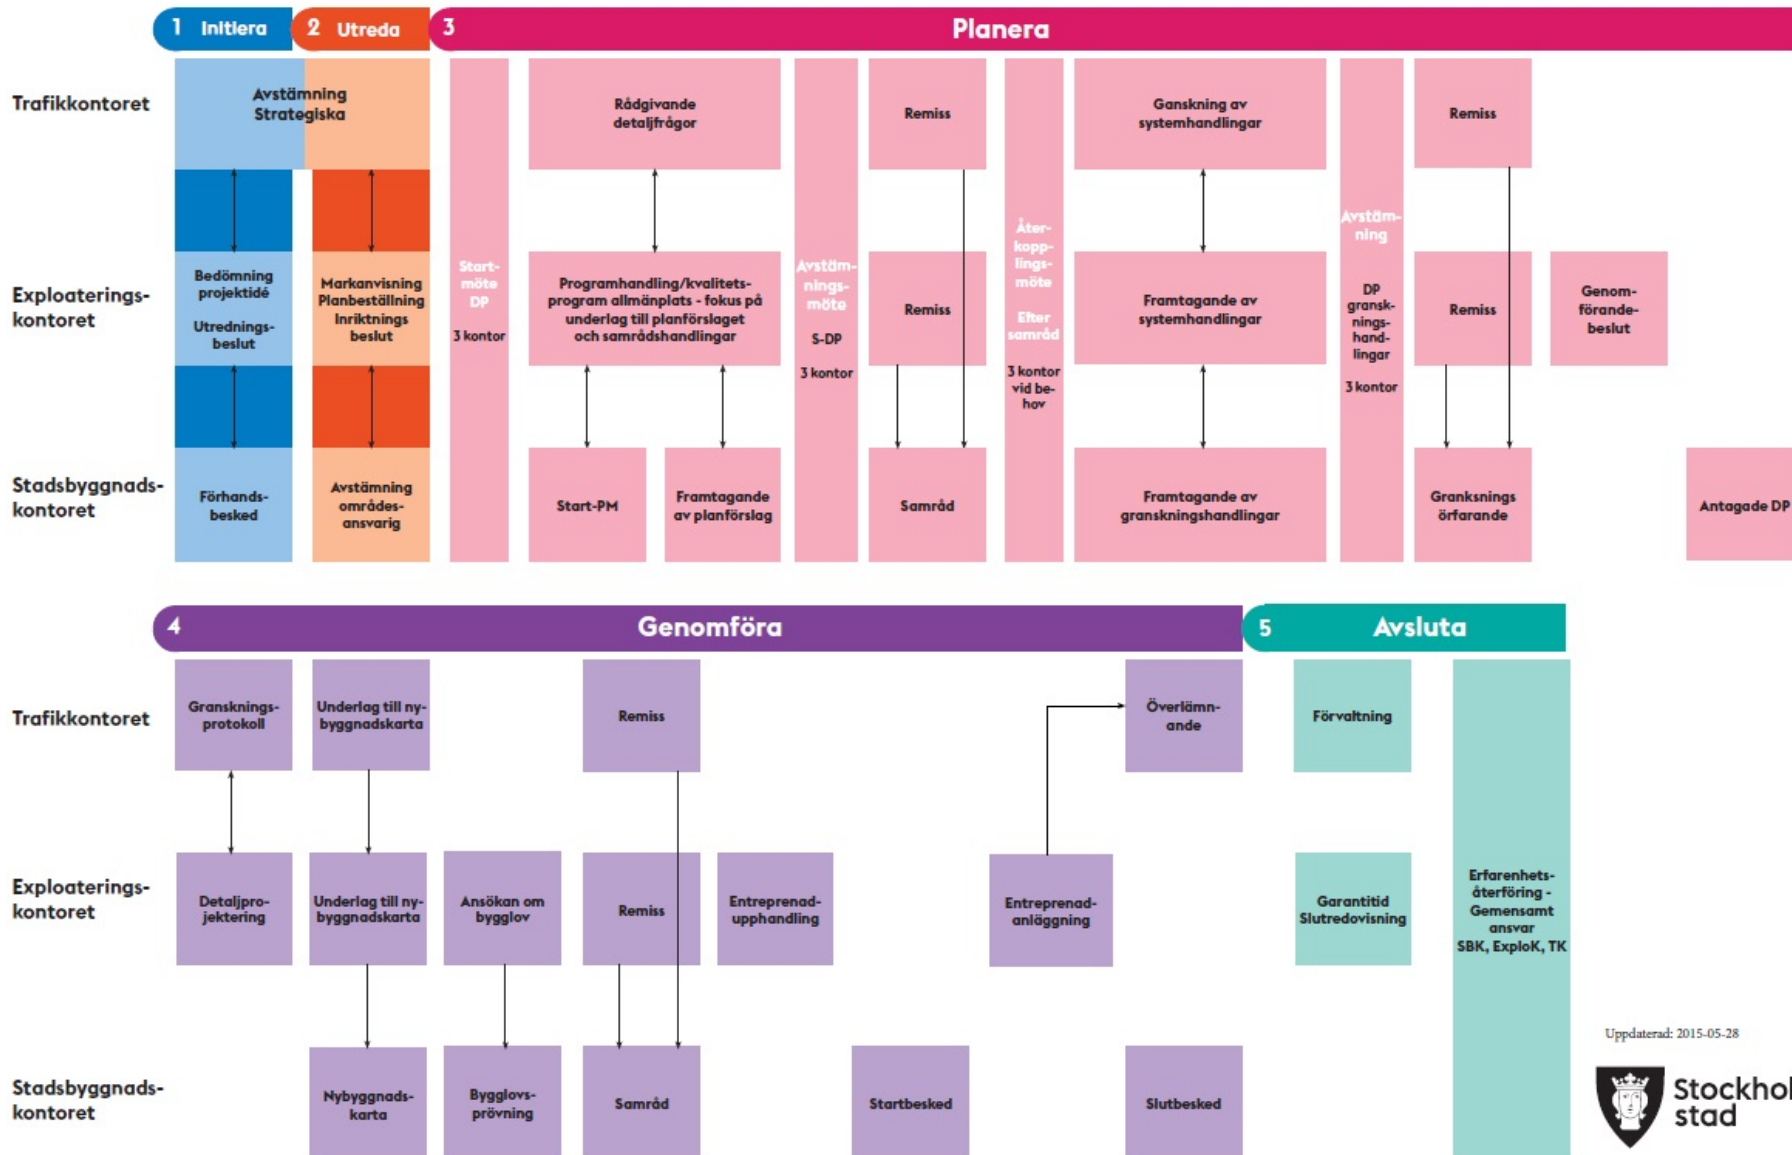 1 Initiera
2 Utreda
3
Planera
Trafikkontoret
Avstämning
Strategiska
Rådgivande
detaljfrågor
Remiss
Ganskning av
systemhandlingar
Remiss
Exploaterings-
kontoret
Bedömning
projektidé
Utrednings-
beslut
Markanvisning
Planbeställning
Inriktnings
beslut
Start-
möte
DP
3 kontor
Programhandling/kvalitets-
program allmänplats - fokus på
underlag till planförslaget
och samrådshandlingar
Avstäm-
nings-
möte
S-DP
3 kontor
Remiss
Åter-
kopp-
lings-
möte
Efter
samråd
3 kontor
vid be-
hov
Framtagande av
systemhandlingar
Avstäm-
ning
DP
gransk-
nings-
hand-
lingar
3 kontor
Remiss
Genom-
förande-
beslut
Stadsbyggnads-
kontoret
Förhands-
besked
Avstämning
områdes-
ansvarig
Start-PM
Framtagande
av planförslag
Samråd
Framtagande av
granskningshandlingar
Granksnings
örfarande
Antagade DP
4
Genomföra
5
Avsluta
Trafikkontoret
Gransknings-
protokoll
Underlag till ny-
byggnadskarta
Remiss
Överlämn-
ande
Förvaltning
Exploaterings-
kontoret
Detaljpro-
jektering
Underlag till ny-
byggnadskarta
Ansökan om
bygglov
Remiss
Entreprenad-
upphandling
Entreprenad-
anläggning
Garantitid
Slutredovisning
Erfarenhets-
återföring -
Gemensamt
ansvar
SBK, ExploK, TK
Stadsbyggnads-
kontoret
Nybyggnads-
karta
Bygglovs-
prövning
Samråd
Startbesked
Slutbesked
Uppdaterad: 2015-05-28
Stockhol
stad